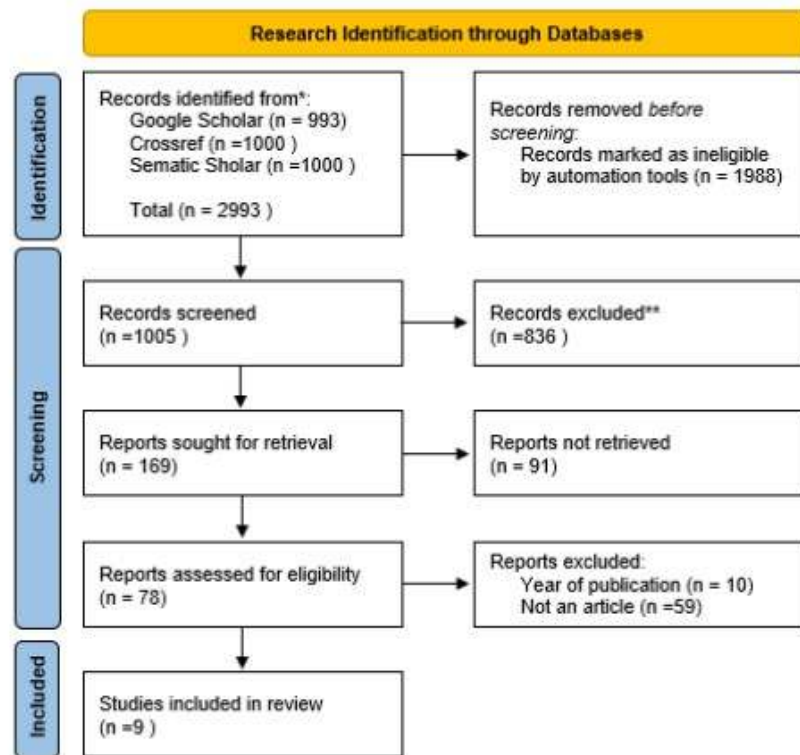 Research Identification through Databases
Identification
Records identified from*:
Google Scholar (n = 993)
Crossref (n =1000 )
Sematic Sholar (n =1000 )
Total (n = 2993 )
Records removed before
screening:
Records marked as ineligible
by automation tools (n = 1988)
Screening
Records screened
(n =1005 )
Records excluded**
(n =836 )
Reports sought for retrieval
(n = 169)
Reports not retrieved
(n = 91)
Reports assessed for eligibility
(n = 78)
Reports excluded:
Year of publication (n = 10)
Not an article (n =59)
Included
Studies included in review
(n =9 )